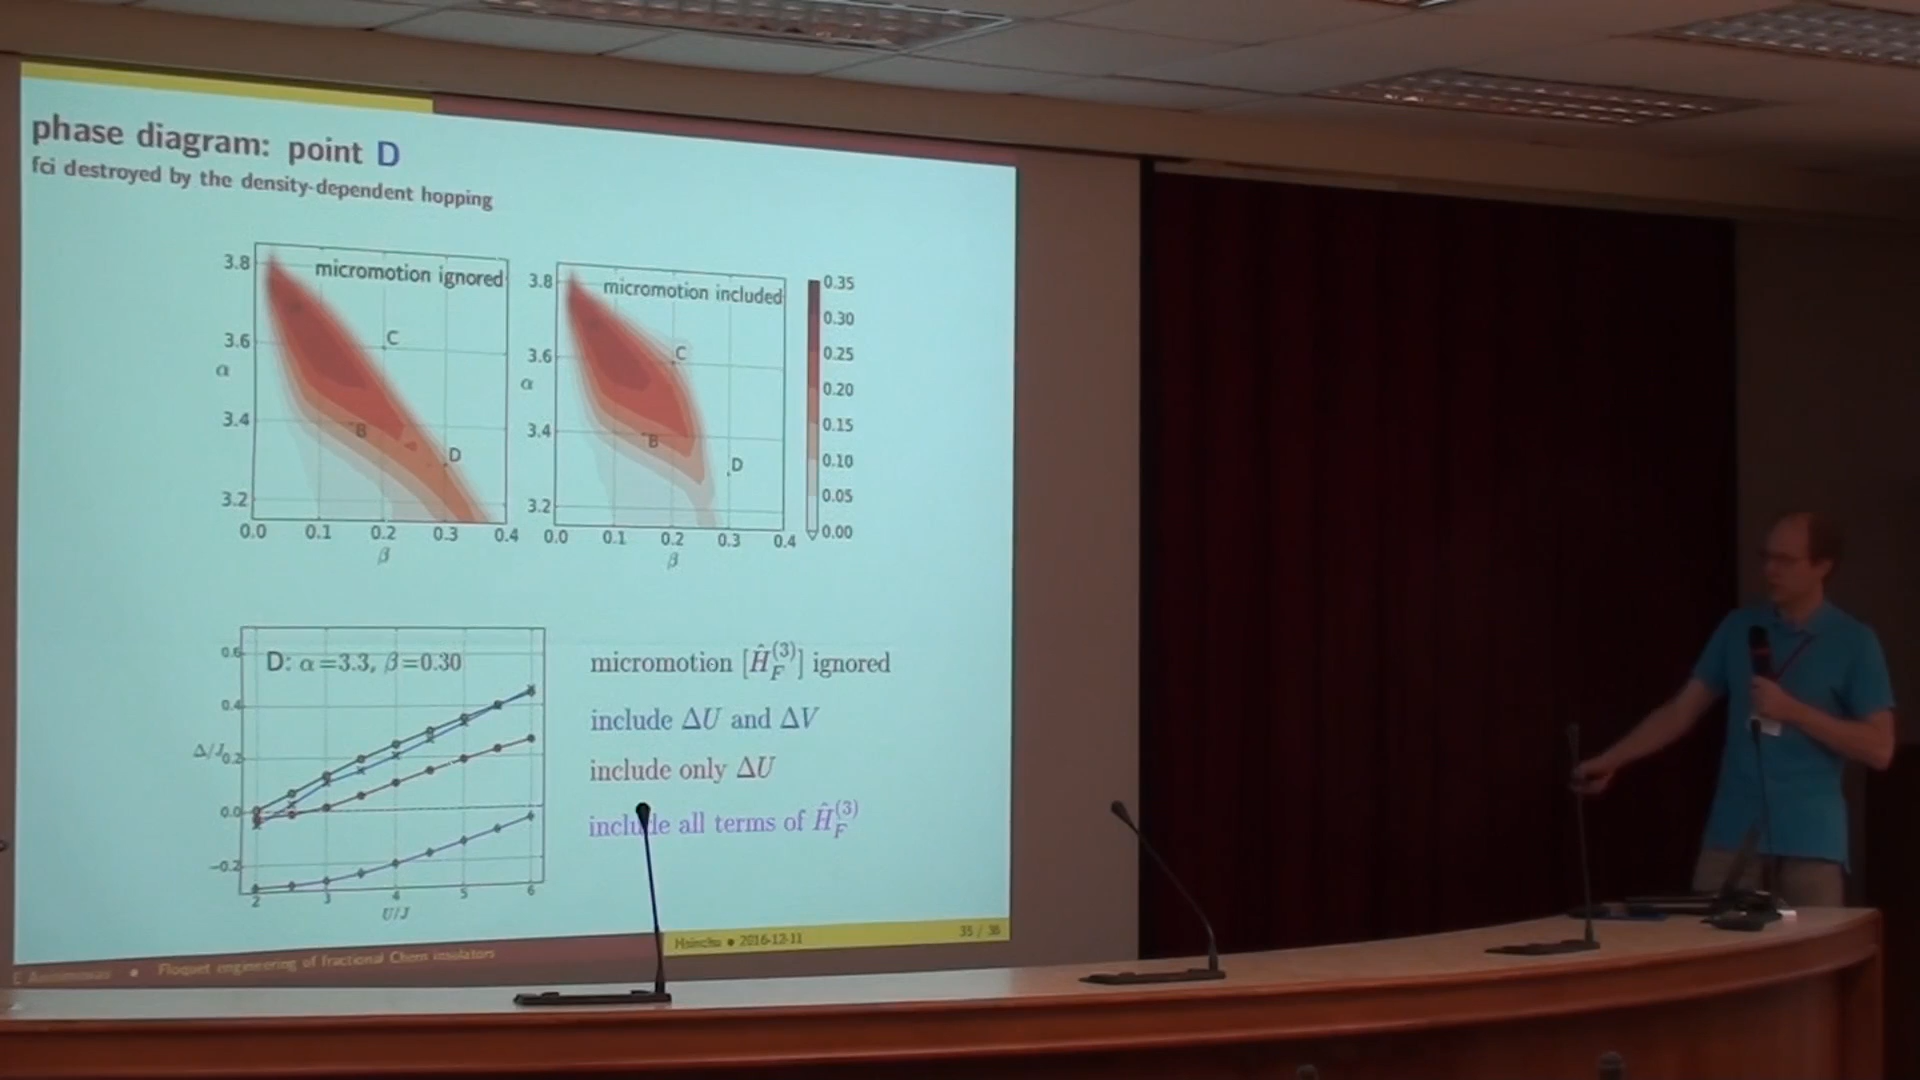 phase diagram: point D
fci destroyed by the density-dependent hopping
micromotion ignored
3.8
3.6
α
3.4
3.2
0.0 0.1 0.2 0.3 0.4
β
C
B
D
micromotion included
3.8
3.6
α
3.4
3.2
0.0 0.1 0.2 0.3 0.4
β
C
B
D
0.35
0.30
0.25
0.20
0.15
0.10
0.05
0.00
D: α=3.3, β=0.30
0.6
0.4
Δ/J
0.2
0.0
−0.2
2 3 4 5 6
U/J
micromotion [Ĥ_F^(3)] ignored
include ΔU and ΔV
include only ΔU
include all terms of Ĥ_F^(3)
Hsinchu • 2016-12-11
35 / 36
• Floquet engineering of fractional Chern insulators